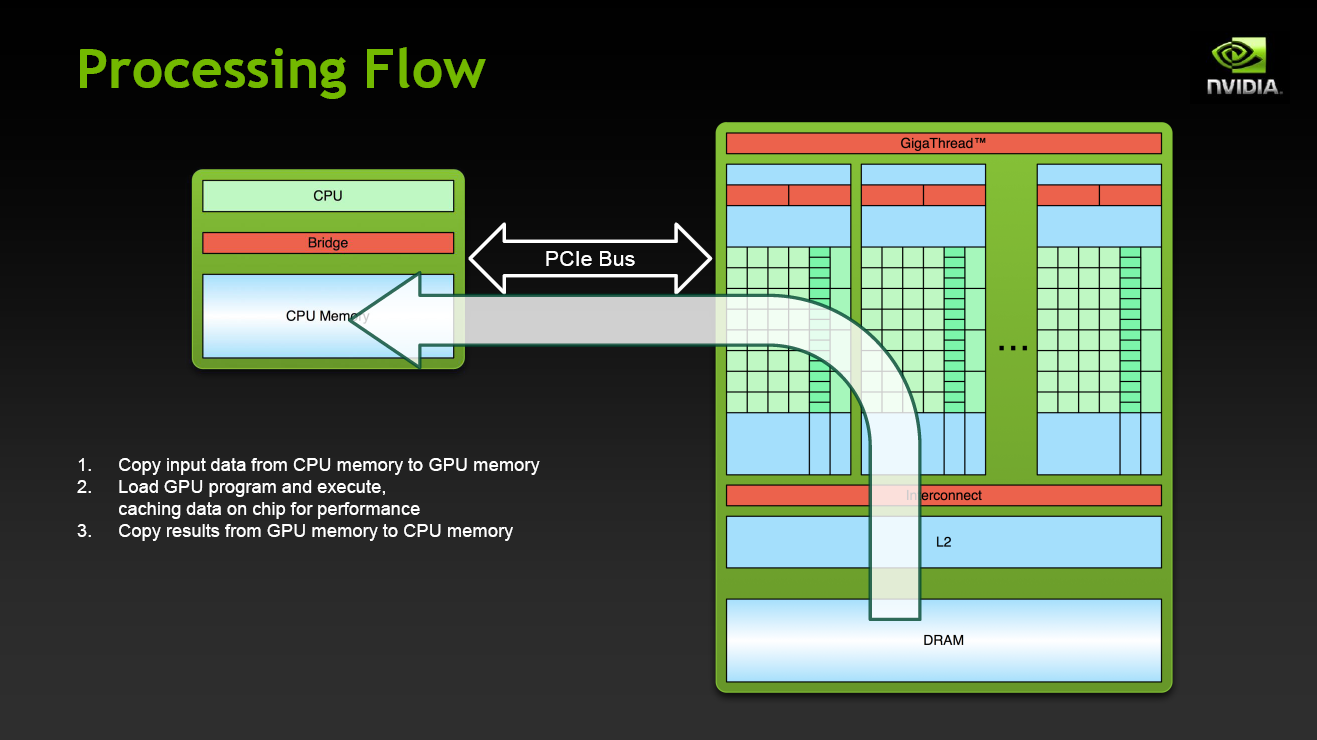 Processing Flow
NVIDIA.
GigaThread™
CPU
Bridge
PCIe Bus
CPU Memory
...
1. Copy input data from CPU memory to GPU memory
2. Load GPU program and execute,
caching data on chip for performance
3. Copy results from GPU memory to CPU memory
Interconnect
L2
DRAM